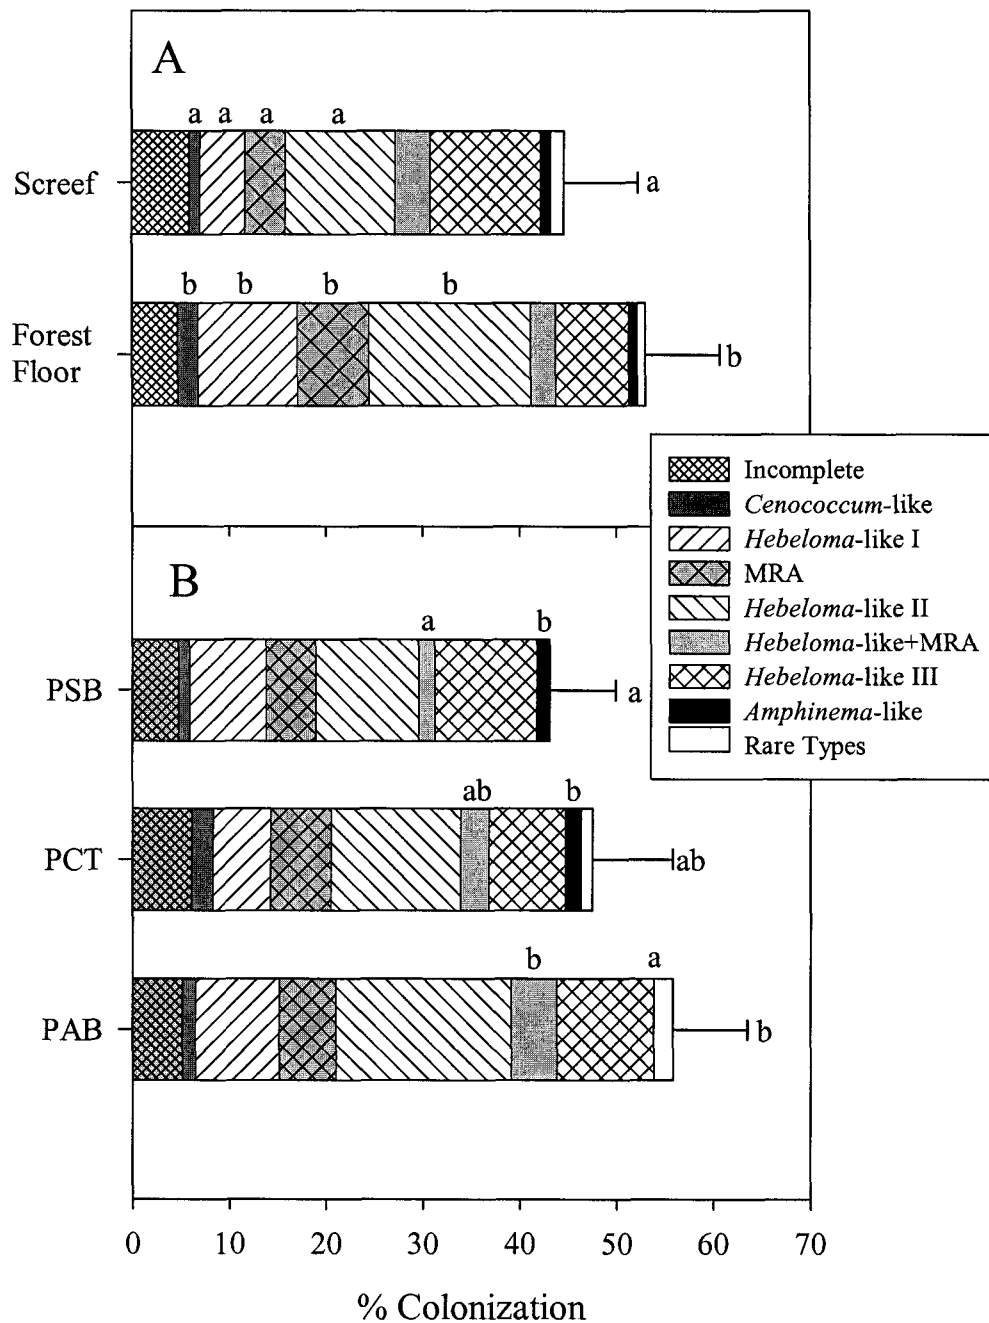 A
a a a a
Screef
a
b b b b
Forest
Floor
b
Incomplete
Cenococcum-like
Hebeloma-like I
MRA
Hebeloma-like II
Hebeloma-like+MRA
Hebeloma-like III
Amphinema-like
Rare Types
B
a b
PSB
a
ab b
PCT
ab
b a
PAB
b
0 10 20 30 40 50 60 70
% Colonization